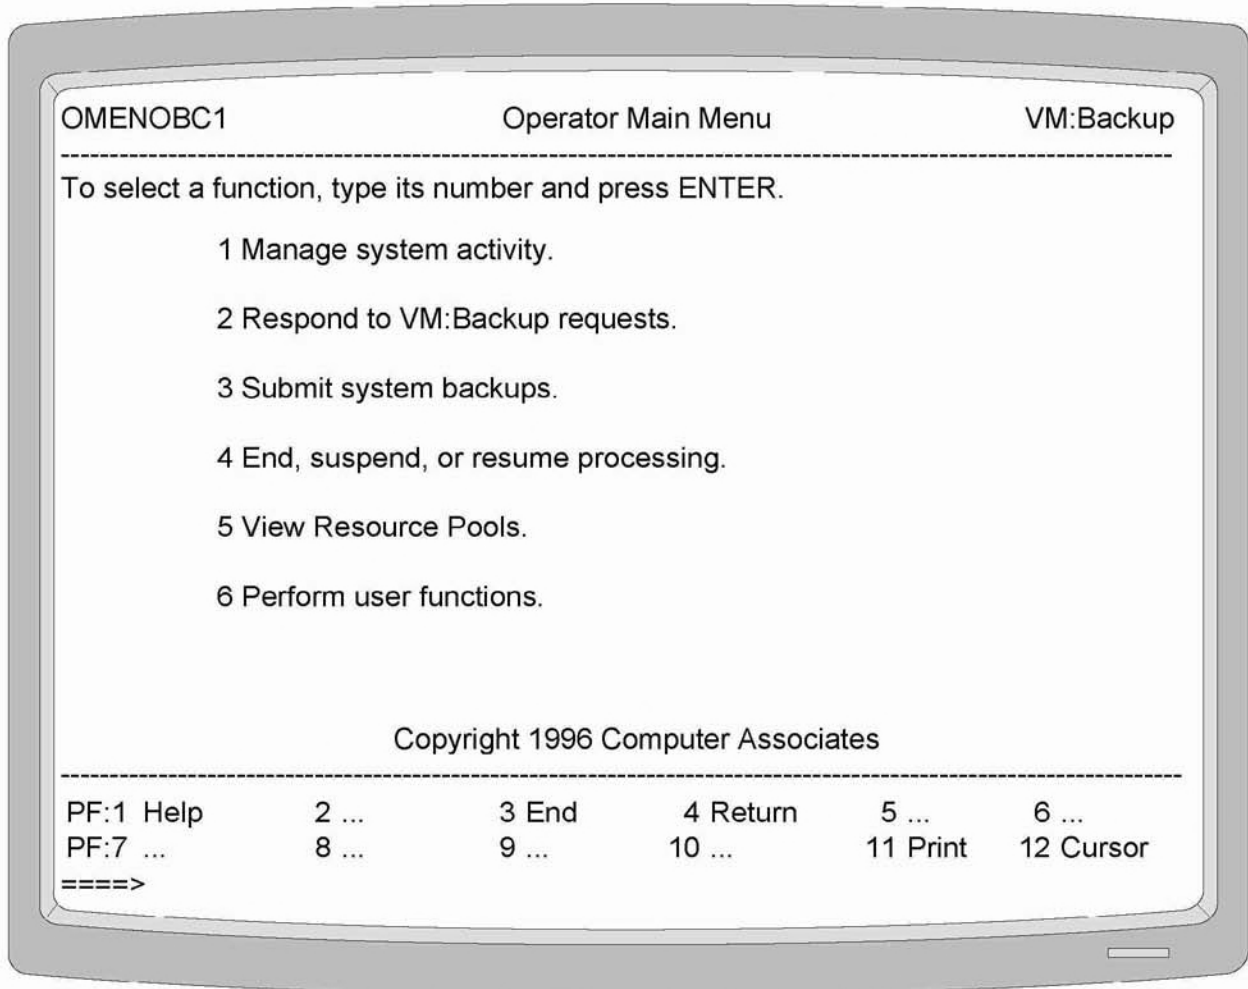 OMENOBC1 Operator Main Menu VM:Backup
--------------------------------------------------------------------------------
To select a function, type its number and press ENTER.
1 Manage system activity.
2 Respond to VM:Backup requests.
3 Submit system backups.
4 End, suspend, or resume processing.
5 View Resource Pools.
6 Perform user functions.
Copyright 1996 Computer Associates
--------------------------------------------------------------------------------
PF:1 Help 2 ... 3 End 4 Return 5 ... 6 ...
PF:7 ... 8 ... 9 ... 10 ... 11 Print 12 Cursor
====>